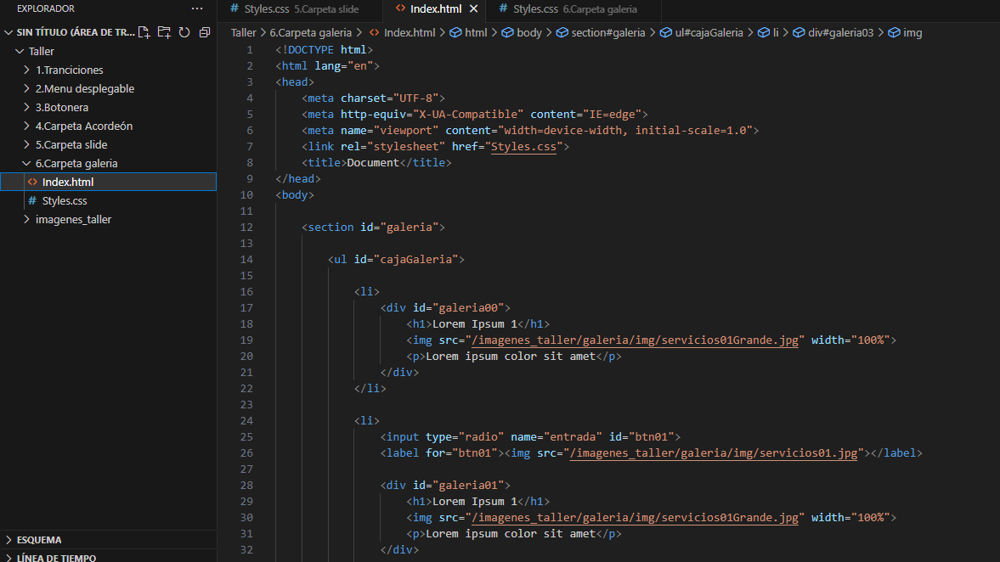 EXPLORADOR ...
SIN TÍTULO (ÁREA DE TR...
Taller
1.Tranciciones
2.Menu desplegable
3.Botonera
4.Carpeta Acordeón
5.Carpeta slide
6.Carpeta galeria
<> Index.html
# Styles.css
imagenes_taller
ESQUEMA
LÍNEA DE TIEMPO
# Styles.css 5.Carpeta slide <> Index.html × # Styles.css 6.Carpeta galeria
Taller > 6.Carpeta galeria > <> Index.html > html > body > section#galeria > ul#cajaGaleria > li > div#galeria03 > img
1 <!DOCTYPE html>
2 <html lang="en">
3 <head>
4 <meta charset="UTF-8">
5 <meta http-equiv="X-UA-Compatible" content="IE=edge">
6 <meta name="viewport" content="width=device-width, initial-scale=1.0">
7 <link rel="stylesheet" href="Styles.css">
8 <title>Document</title>
9 </head>
10 <body>
11
12 <section id="galeria">
13
14 <ul id="cajaGaleria">
15
16 <li>
17 <div id="galeria00">
18 <h1>Lorem Ipsum 1</h1>
19 <img src="/imagenes_taller/galeria/img/servicios01Grande.jpg" width="100%">
20 <p>Lorem ipsum color sit amet</p>
21 </div>
22 </li>
23
24 <li>
25 <input type="radio" name="entrada" id="btn01">
26 <label for="btn01"><img src="/imagenes_taller/galeria/img/servicios01.jpg"></label>
27
28 <div id="galeria01">
29 <h1>Lorem Ipsum 1</h1>
30 <img src="/imagenes_taller/galeria/img/servicios01Grande.jpg" width="100%">
31 <p>Lorem ipsum color sit amet</p>
32 </div>